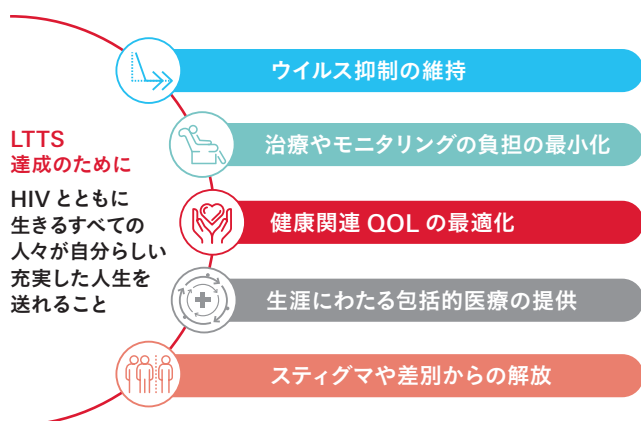 LTTS
達成のために
HIVとともに
生きるすべての
人々が自分らしい
充実した人生を
送れること
ウイルス抑制の維持
治療やモニタリングの負担の最小化
健康関連 QOL の最適化
生涯にわたる包括的医療の提供
スティグマや差別からの解放